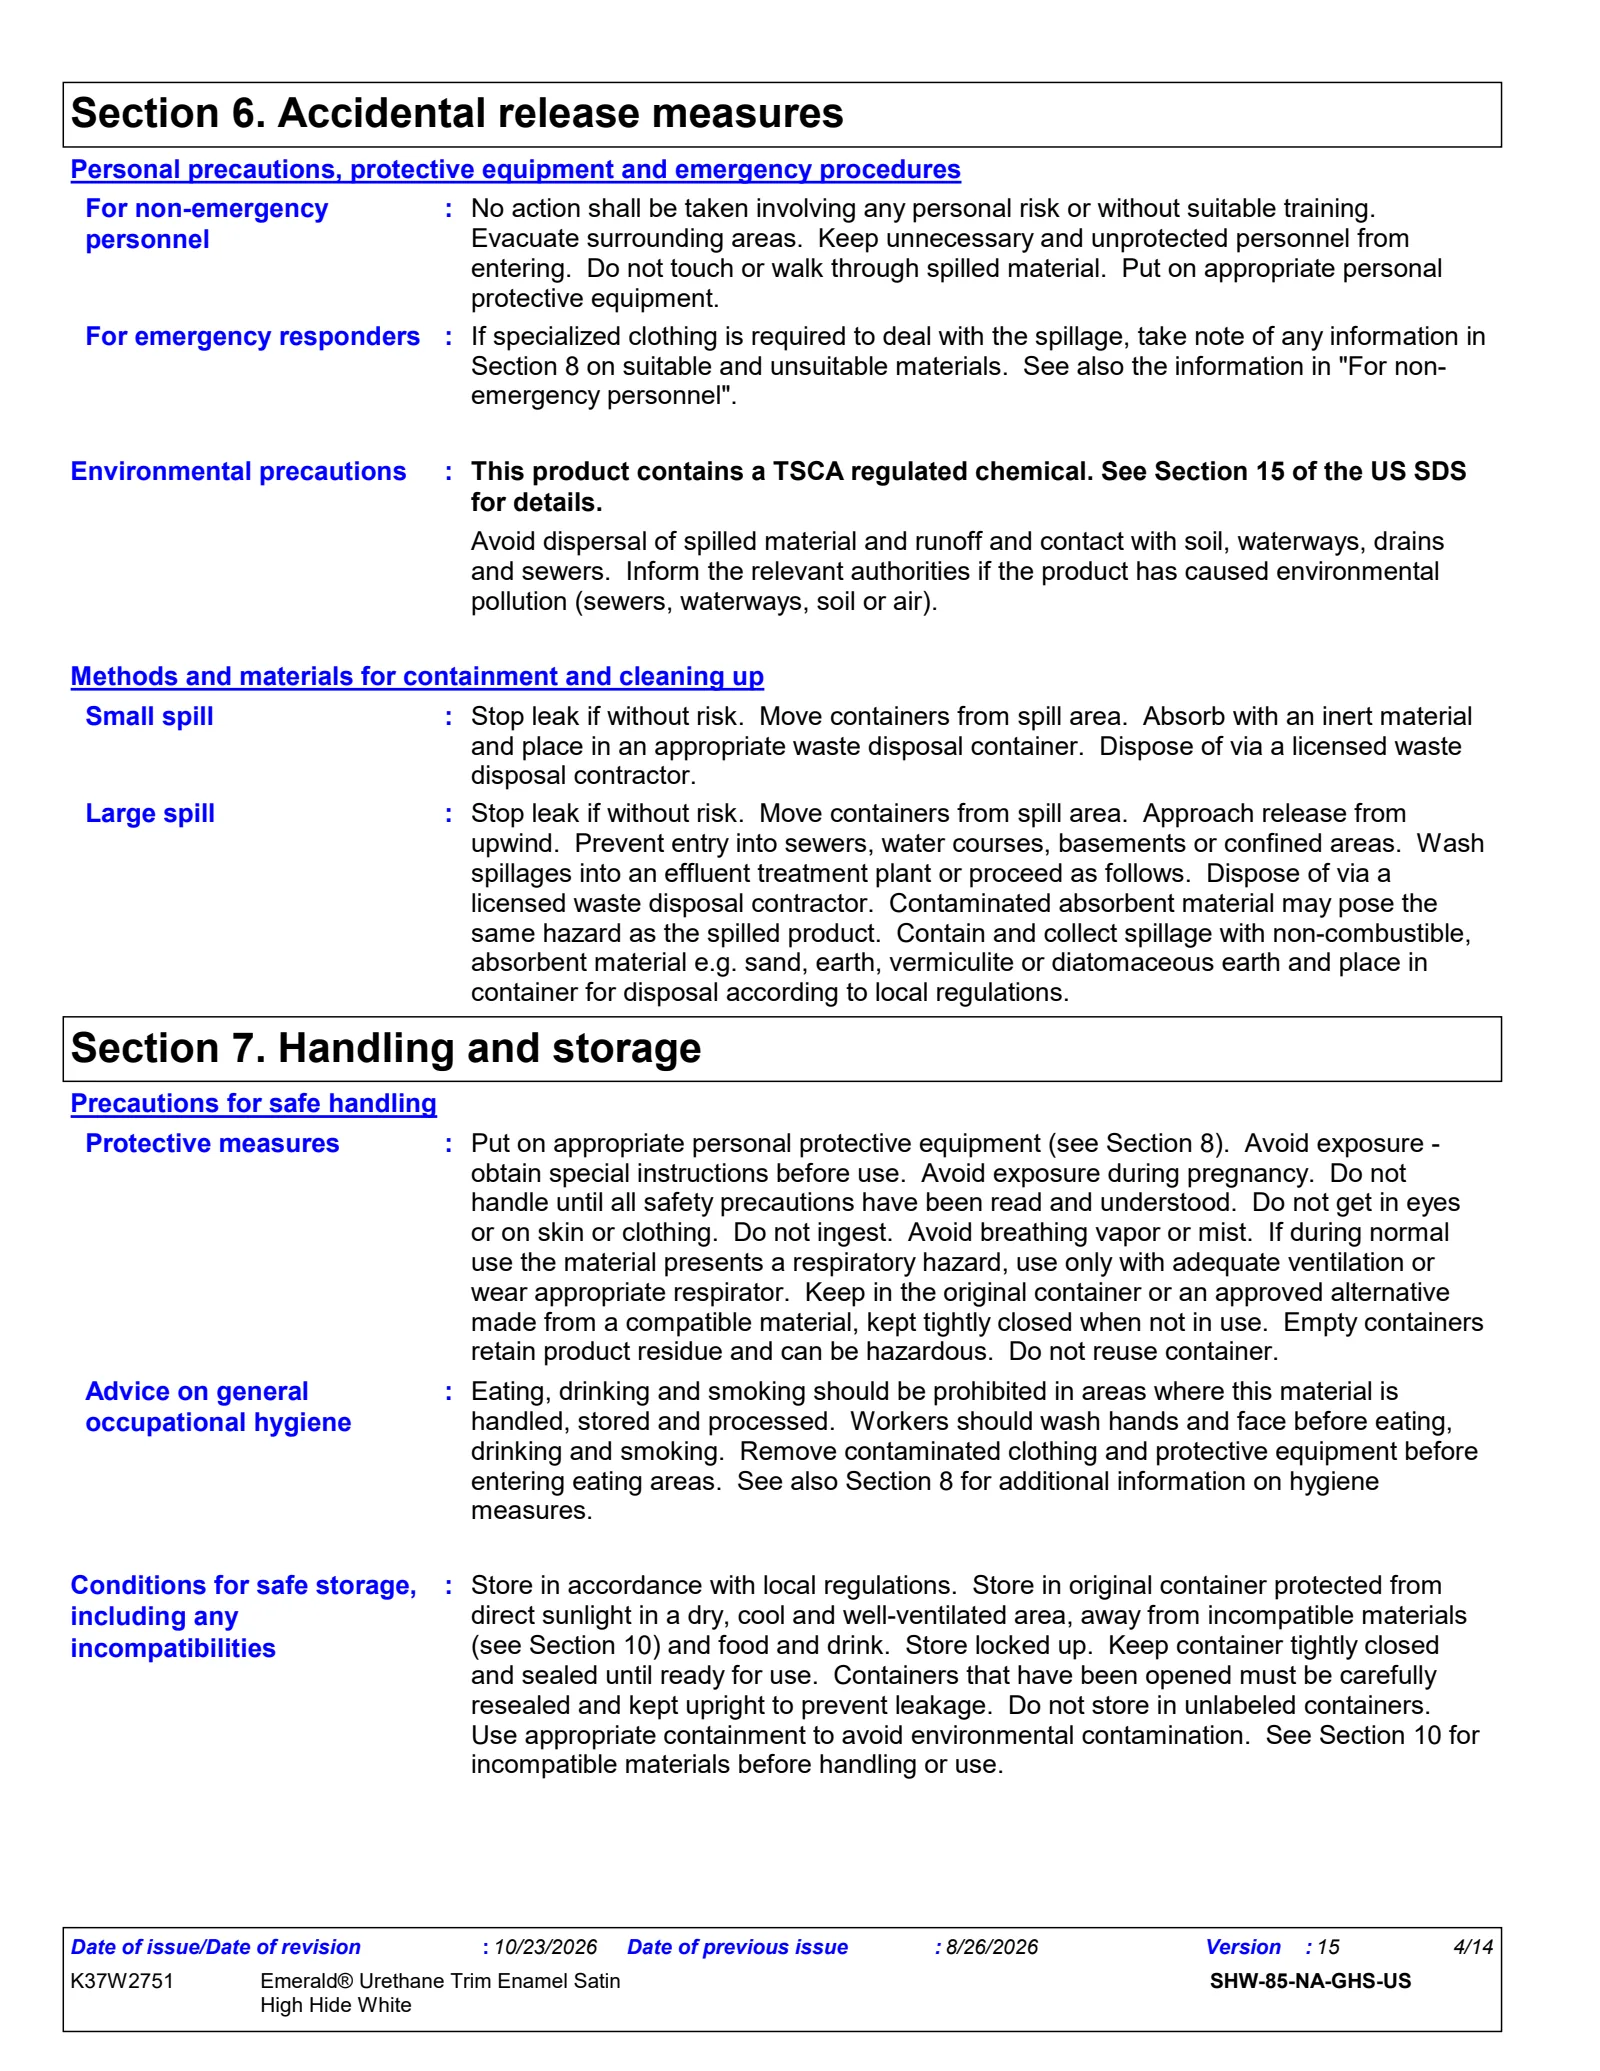 Section 6. Accidental release measures
Personal precautions, protective equipment and emergency procedures
For non-emergency personnel : No action shall be taken involving any personal risk or without suitable training.
Evacuate surrounding areas.  Keep unnecessary and unprotected personnel from
entering.  Do not touch or walk through spilled material.  Put on appropriate personal
protective equipment.
For emergency responders : If specialized clothing is required to deal with the spillage, take note of any information in
Section 8 on suitable and unsuitable materials.  See also the information in "For non-
emergency personnel".
Environmental precautions : This product contains a TSCA regulated chemical. See Section 15 of the US SDS
for details.
Avoid dispersal of spilled material and runoff and contact with soil, waterways, drains
and sewers.  Inform the relevant authorities if the product has caused environmental
pollution (sewers, waterways, soil or air).
Methods and materials for containment and cleaning up
Small spill : Stop leak if without risk.  Move containers from spill area.  Absorb with an inert material
and place in an appropriate waste disposal container.  Dispose of via a licensed waste
disposal contractor.
Large spill : Stop leak if without risk.  Move containers from spill area.  Approach release from
upwind.  Prevent entry into sewers, water courses, basements or confined areas.  Wash
spillages into an effluent treatment plant or proceed as follows.  Dispose of via a
licensed waste disposal contractor.  Contaminated absorbent material may pose the
same hazard as the spilled product.  Contain and collect spillage with non-combustible,
absorbent material e.g. sand, earth, vermiculite or diatomaceous earth and place in
container for disposal according to local regulations.
Section 7. Handling and storage
Precautions for safe handling
Protective measures : Put on appropriate personal protective equipment (see Section 8).  Avoid exposure -
obtain special instructions before use.  Avoid exposure during pregnancy.  Do not
handle until all safety precautions have been read and understood.  Do not get in eyes
or on skin or clothing.  Do not ingest.  Avoid breathing vapor or mist.  If during normal
use the material presents a respiratory hazard, use only with adequate ventilation or
wear appropriate respirator.  Keep in the original container or an approved alternative
made from a compatible material, kept tightly closed when not in use.  Empty containers
retain product residue and can be hazardous.  Do not reuse container.
Advice on general occupational hygiene : Eating, drinking and smoking should be prohibited in areas where this material is
handled, stored and processed.  Workers should wash hands and face before eating,
drinking and smoking.  Remove contaminated clothing and protective equipment before
entering eating areas.  See also Section 8 for additional information on hygiene
measures.
Conditions for safe storage, including any incompatibilities : Store in accordance with local regulations.  Store in original container protected from
direct sunlight in a dry, cool and well-ventilated area, away from incompatible materials
(see Section 10) and food and drink.  Store locked up.  Keep container tightly closed
and sealed until ready for use.  Containers that have been opened must be carefully
resealed and kept upright to prevent leakage.  Do not store in unlabeled containers.
Use appropriate containment to avoid environmental contamination.  See Section 10 for
incompatible materials before handling or use.
Date of issue/Date of revision : 10/23/2026 Date of previous issue : 8/26/2026 Version : 15 4/14
K37W2751 Emerald® Urethane Trim Enamel Satin SHW-85-NA-GHS-US
High Hide White